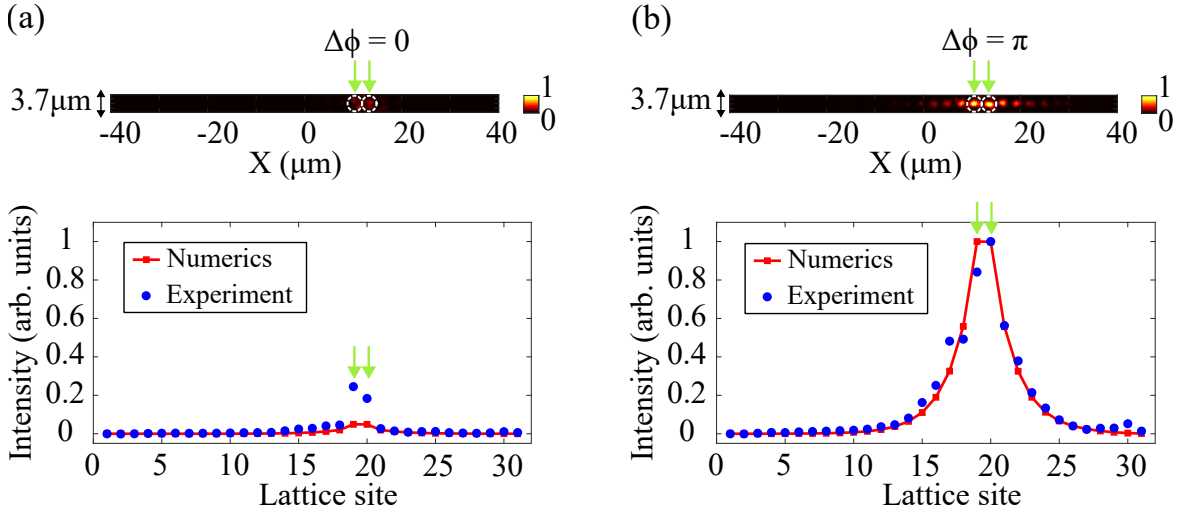 (a)
Δϕ = 0
3.7μm
1
0
-40 -20 0 20 40
X (μm)
Intensity (arb. units)
1
0.8
0.6
0.4
0.2
0
Numerics
Experiment
0 5 10 15 20 25 30
Lattice site
(b)
Δϕ = π
3.7μm
1
0
-40 -20 0 20 40
X (μm)
Intensity (arb. units)
1
0.8
0.6
0.4
0.2
0
Numerics
Experiment
0 5 10 15 20 25 30
Lattice site